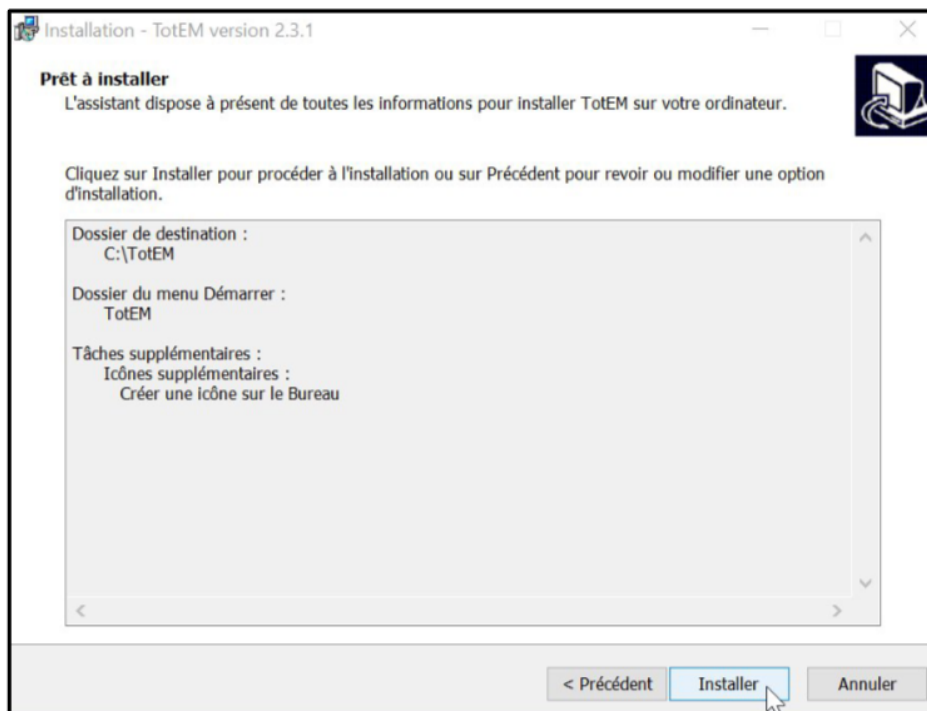 Installation - TotEM version 2.3.1
Prêt à installer
L'assistant dispose à présent de toutes les informations pour installer TotEM sur votre ordinateur.
Cliquez sur Installer pour procéder à l'installation ou sur Précédent pour revoir ou modifier une option
d'installation.
Dossier de destination :
C:\TotEM
Dossier du menu Démarrer :
TotEM
Tâches supplémentaires :
Icônes supplémentaires :
Créer une icône sur le Bureau
< Précédent Installer Annuler